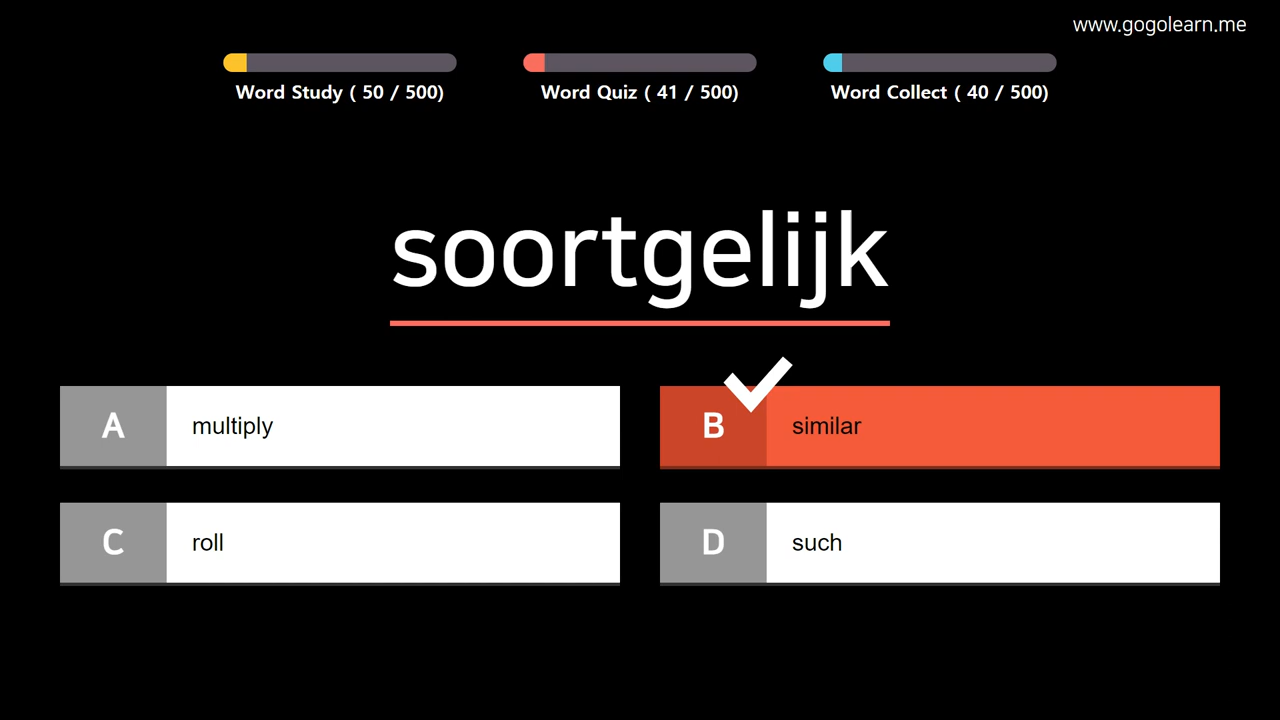 www.gogolearn.me
Word Study ( 50 / 500)
Word Quiz ( 41 / 500)
Word Collect ( 40 / 500)
soortgelijk
A multiply
B similar
C roll
D such